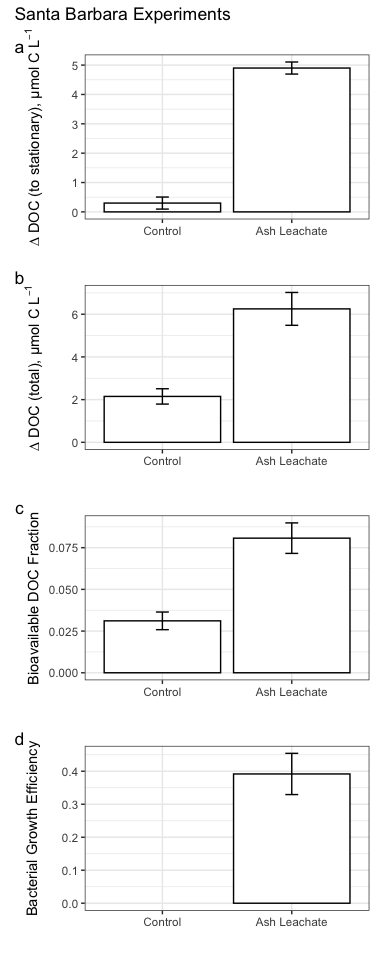 Santa Barbara Experiments
a
Δ DOC (to stationary), μmol C L⁻¹
5
4
3
2
1
0
Control Ash Leachate
b
Δ DOC (total), μmol C L⁻¹
6
4
2
0
Control Ash Leachate
c
Bioavailable DOC Fraction
0.075
0.050
0.025
0.000
Control Ash Leachate
d
Bacterial Growth Efficiency
0.4
0.3
0.2
0.1
0.0
Control Ash Leachate